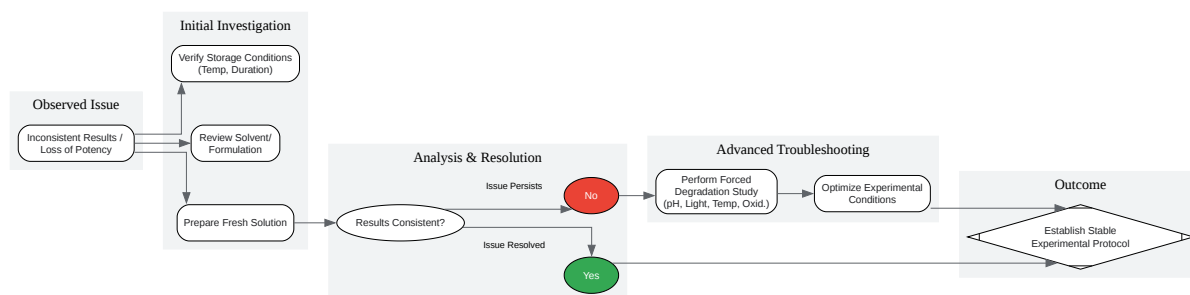 Observed Issue
Inconsistent Results /
Loss of Potency
Initial Investigation
Verify Storage Conditions
(Temp, Duration)
Review Solvent/
Formulation
Prepare Fresh Solution
Analysis & Resolution
Results Consistent?
Issue Persists
No
Issue Resolved
Yes
Advanced Troubleshooting
Perform Forced
Degradation Study
(pH, Light, Temp, Oxid.)
Optimize Experimental
Conditions
Outcome
Establish Stable
Experimental Protocol